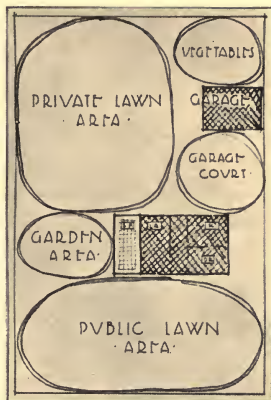 VEGETABLES
PRIVATE LAWN
· AREA ·
GARAGE
GARAGE
COURT ·
GARDEN
AREA ·
PUBLIC LAWN
· AREA ·